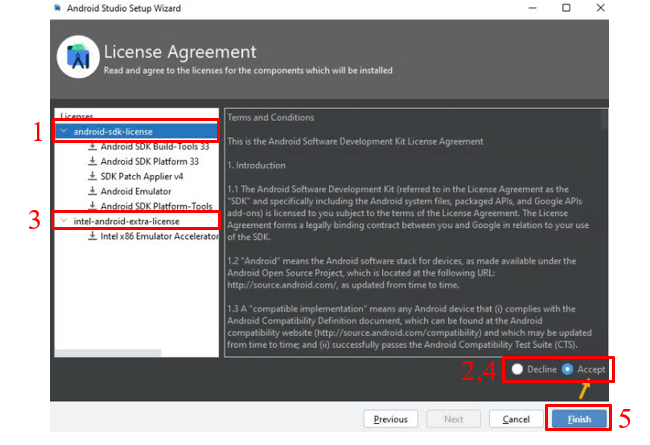 Android Studio Setup Wizard
License Agreement
Read and agree to the licenses for the components which will be installed
Licenses
1
android-sdk-license
Android SDK Build-Tools 33
Android SDK Platform 33
SDK Patch Applier v4
Android Emulator
Android SDK Platform-Tools
3
intel-android-extra-license
Intel x86 Emulator Accelerator
Terms and Conditions
This is the Android Software Development Kit License Agreement
1. Introduction
1.1 The Android Software Development Kit (referred to in the License Agreement as the
"SDK" and specifically including the Android system files, packaged APIs, and Google APIs
add-ons) is licensed to you subject to the terms of the License Agreement. The License
Agreement forms a legally binding contract between you and Google in relation to your use
of the SDK.
1.2 "Android" means the Android software stack for devices, as made available under the
Android Open Source Project, which is located at the following URL:
http://source.android.com/, as updated from time to time.
1.3 A "compatible implementation" means any Android device that (i) complies with the
Android Compatibility Definition document, which can be found at the Android
compatibility website (http://source.android.com/compatibility) and which may be updated
from time to time; and (ii) successfully passes the Android Compatibility Test Suite (CTS).
2,4 Decline Accept
Previous Next Cancel Finish 5